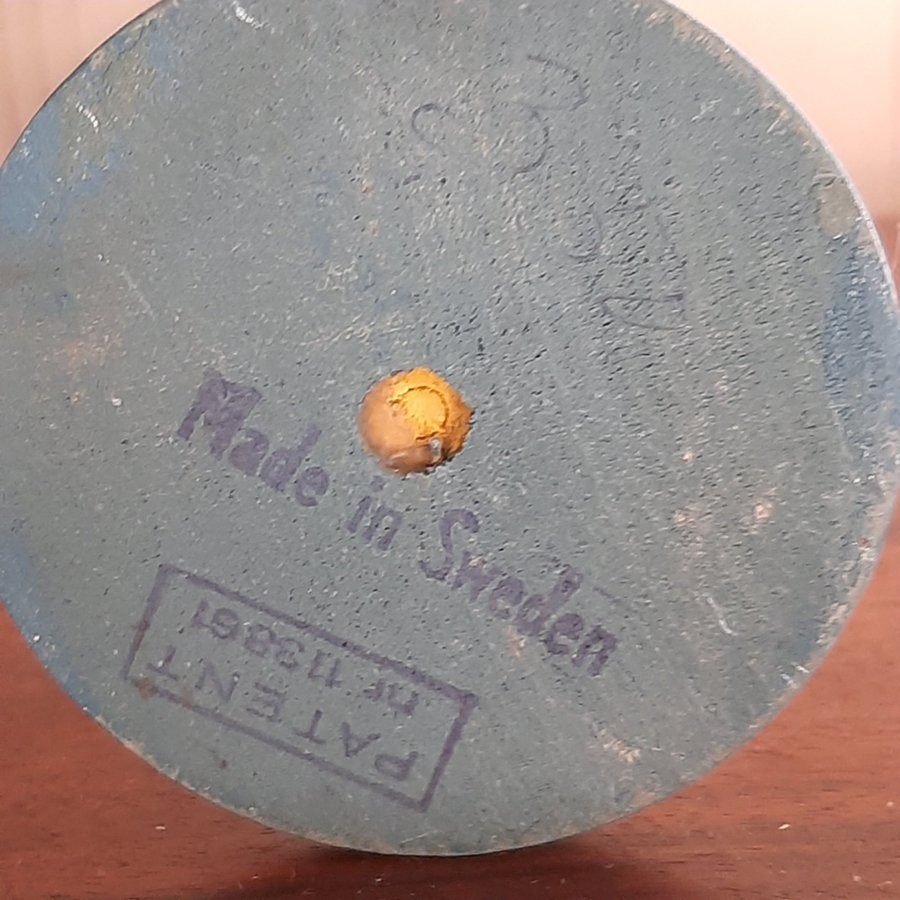 Made in Sweden
PATENT
nr. 113861